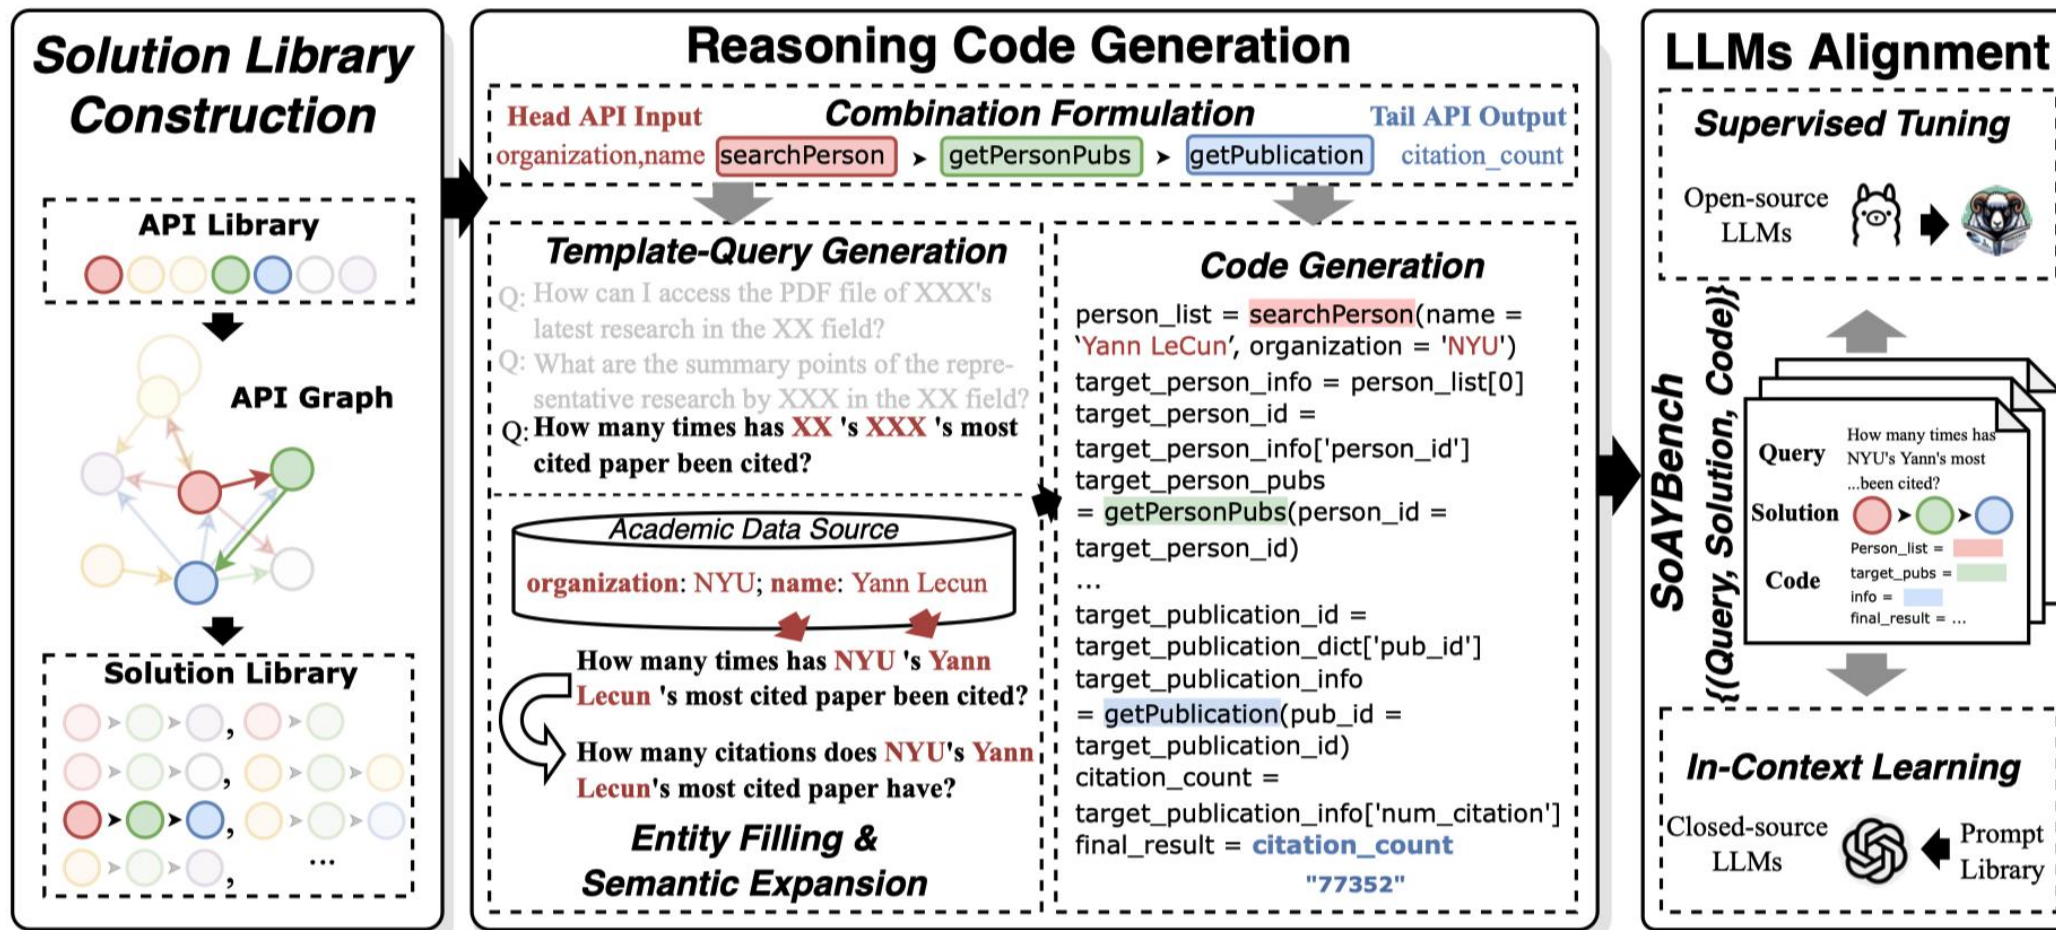 Solution Library
Construction
API Library
API Graph
Solution Library
, 
,
,
,
...
Reasoning Code Generation
Head API Input
Combination Formulation
Tail API Output
organization,name
searchPerson
getPersonPubs
getPublication
citation_count
Template-Query Generation
Q: How can I access the PDF file of XXX's
latest research in the XX field?
Q: What are the summary points of the repre-
sentative research by XXX in the XX field?
Q: How many times has XX 's XXX 's most
cited paper been cited?
Academic Data Source
organization: NYU; name: Yann Lecun
How many times has NYU 's Yann
Lecun 's most cited paper been cited?
How many citations does NYU's Yann
Lecun's most cited paper have?
Entity Filling &
Semantic Expansion
Code Generation
person_list = searchPerson(name =
‘Yann LeCun’, organization = 'NYU')
target_person_info = person_list[0]
target_person_id =
target_person_info['person_id']
target_person_pubs
= getPersonPubs(person_id =
target_person_id)
...
target_publication_id =
target_publication_dict['pub_id']
target_publication_info
= getPublication(pub_id =
target_publication_id)
citation_count =
target_publication_info['num_citation']
final_result = citation_count
"77352"
LLMs Alignment
Supervised Tuning
Open-source
LLMs
SoAYBench
{(Query, Solution, Code)}
Query
How many times has
NYU's Yann's most
...been cited?
Solution
Code
Person_list =
target_pubs =
info =
final_result = ...
In-Context Learning
Closed-source
LLMs
Prompt
Library